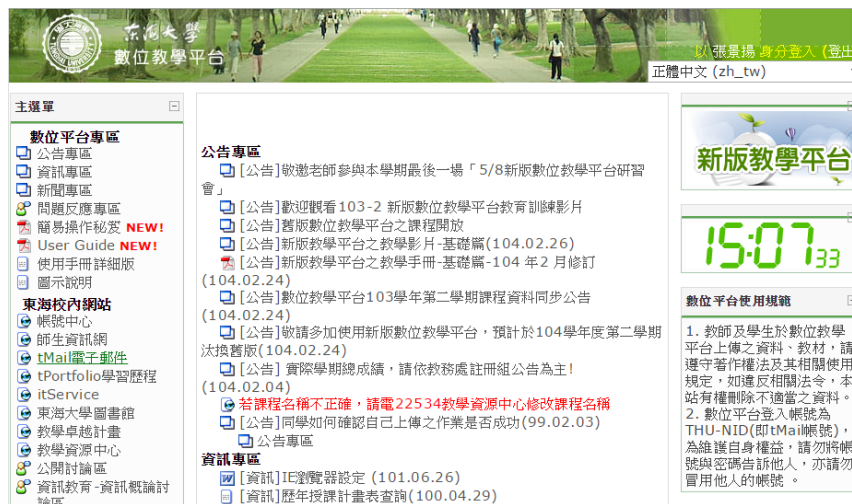 東海大學
數位教學平台
以 張景揚 身分登入 (登出
正體中文 (zh_tw)
主選單
數位平台專區
公告專區
資訊專區
新聞專區
問題反應專區
簡易操作秘笈 NEW!
User Guide NEW!
使用手冊詳細版
圖示說明
東海校內網站
帳號中心
師生資訊網
tMail電子郵件
tPortfolio學習歷程
itService
東海大學圖書館
教學卓越計畫
教學資源中心
公開討論區
資訊教育-資訊概論討
論區
公告專區
[公告]敬邀老師參與本學期最後一場「5/8新版數位教學平台研習
會」
[公告]歡迎觀看103-2 新版數位教學平台教育訓練影片
[公告]舊版數位教學平台之課程開放
[公告]新版教學平台之教學影片-基礎篇(104.02.26)
[公告]新版教學平台之教學手冊-基礎篇-104 年2 月修訂
(104.02.24)
[公告]數位教學平台103學年第二學期課程資料同步公告
(104.02.24)
[公告]敬請多加使用新版數位教學平台，預計於104學年度第二學期
汰換舊版(104.02.24)
[公告] 實際學期總成績，請依教務處註冊組公告為主!
(104.02.04)
若課程名稱不正確，請電22534教學資源中心修改課程名稱
[公告]同學如何確認自己上傳之作業是否成功(99.02.03)
公告專區
資訊專區
[資訊]IE瀏覽器設定 (101.06.26)
[資訊]歷年授課計畫表查詢(100.04.29)
新版教學平台
15:07 33
數位平台使用規範
1. 教師及學生於數位教學
平台上傳之資料、教材，請
遵守著作權法及其相關使用
規定，如違反相關法令，本
站有權刪除不適當之資料。
2. 數位平台登入帳號為
THU-NID(即tMail帳號)，
為維護自身權益，請勿將帳
號與密碼告訴他人，亦請勿
冒用他人的帳號。